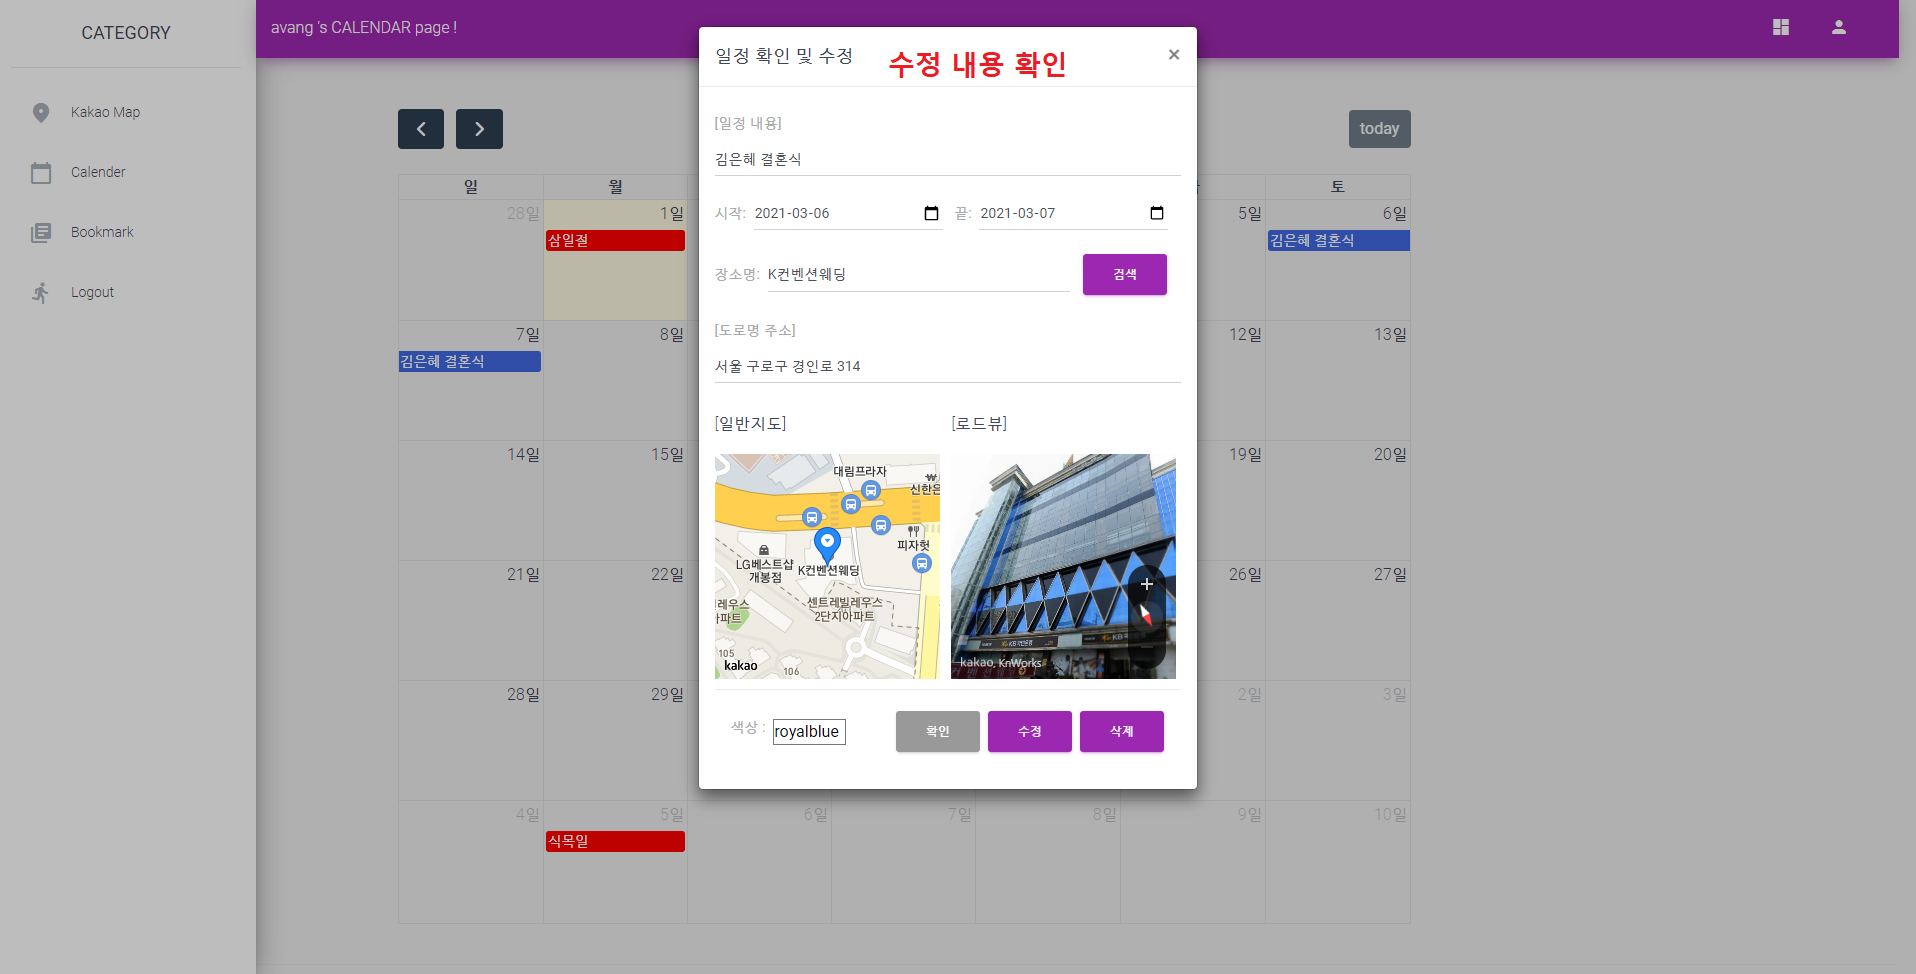 CATEGORY
Kakao Map
Calender
Bookmark
Logout
avang 's CALENDAR page !
일정 확인 및 수정
수정 내용 확인
×
[일정 내용]
김은혜 결혼식
시작: 2021-03-06 끝: 2021-03-07
장소명: K컨벤션웨딩 검색
[도로명 주소]
서울 구로구 경인로 314
[일반지도] [로드뷰]
대림프라자
신한은
피자헛
LG베스트샵
개봉점
K컨벤션웨딩
센트레빌레우스
2단지아파트
레우스
아파트
105
106
kakao
kakao, KnWorks
색상 : royalblue 확인 수정 삭제
today
일 월 토
28일 1일 5일 6일
삼일절 김은혜 결혼식
7일 8일 12일 13일
김은혜 결혼식
14일 15일 19일 20일
21일 22일 26일 27일
28일 29일 2일 3일
4일 5일 6일 7일 8일 9일 10일
식목일